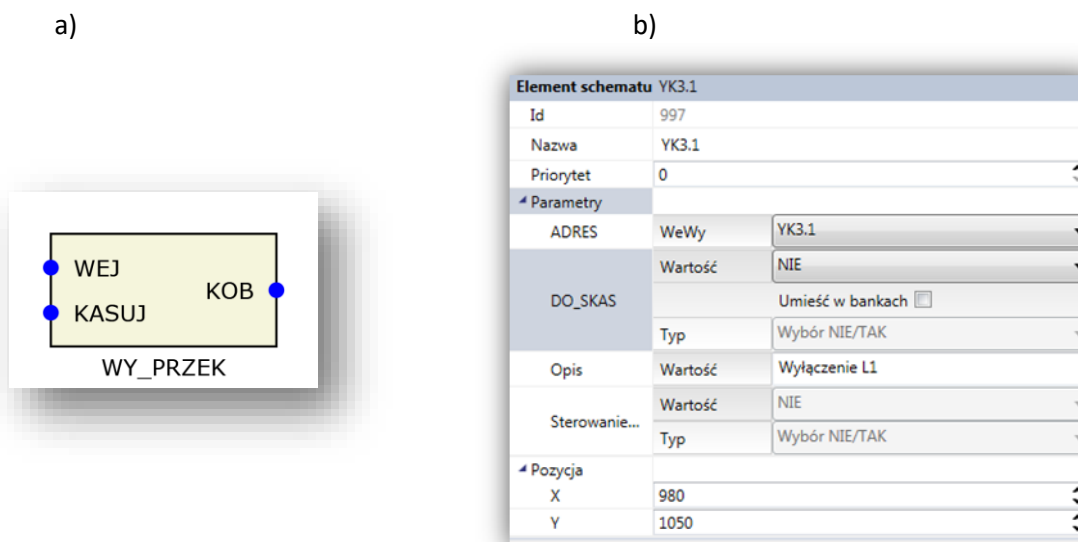 a)
b)
WEJ
KASUJ
KOB
WY_PRZEK
Element schematu YK3.1
Id 997
Nazwa YK3.1
Priorytet 0
Parametry
ADRES WeWy YK3.1
DO_SKAS Wartość NIE
Umieść w bankach
Typ Wybór NIE/TAK
Opis Wartość Wyłączenie L1
Sterowanie... Wartość NIE
Typ Wybór NIE/TAK
Pozycja
X 980
Y 1050